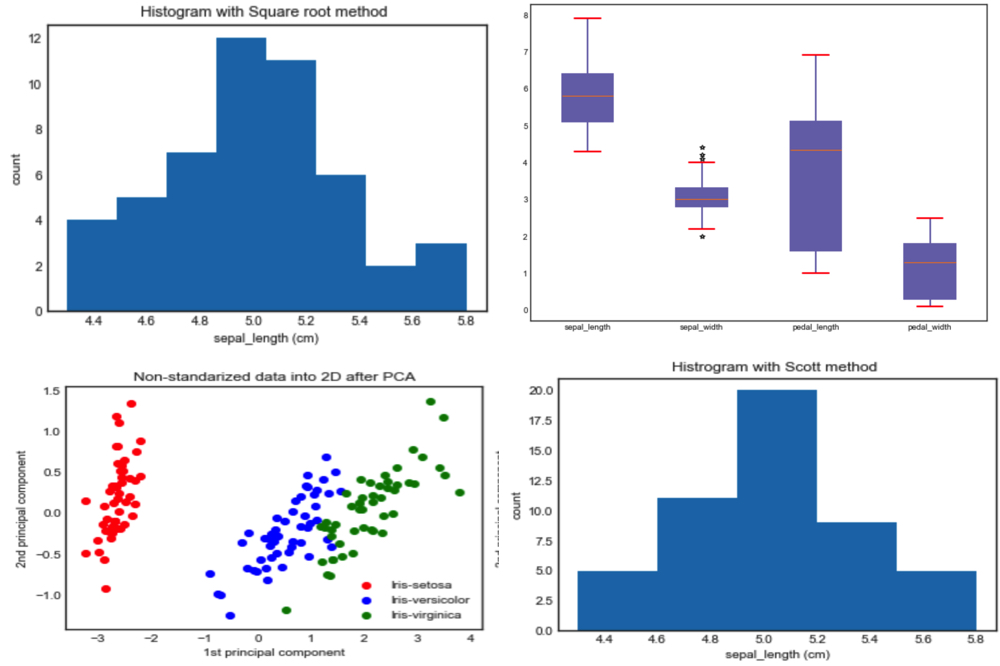 Histogram with Square root method
12
10
8
6
4
2
0
count
4.4 4.6 4.8 5.0 5.2 5.4 5.6 5.8
sepal_length (cm)
8
7
6
5
4
3
2
1
0
sepal_length sepal_width pedal_length pedal_width
Non-standarized data into 2D after PCA
1.5
1.0
0.5
0.0
−0.5
−1.0
2nd principal component
Iris-setosa
Iris-versicolor
Iris-virginica
−3 −2 −1 0 1 2 3 4
1st principal component
Histrogram with Scott method
20.0
17.5
15.0
12.5
10.0
7.5
5.0
2.5
0.0
count
4.4 4.6 4.8 5.0 5.2 5.4 5.6 5.8
sepal_length (cm)